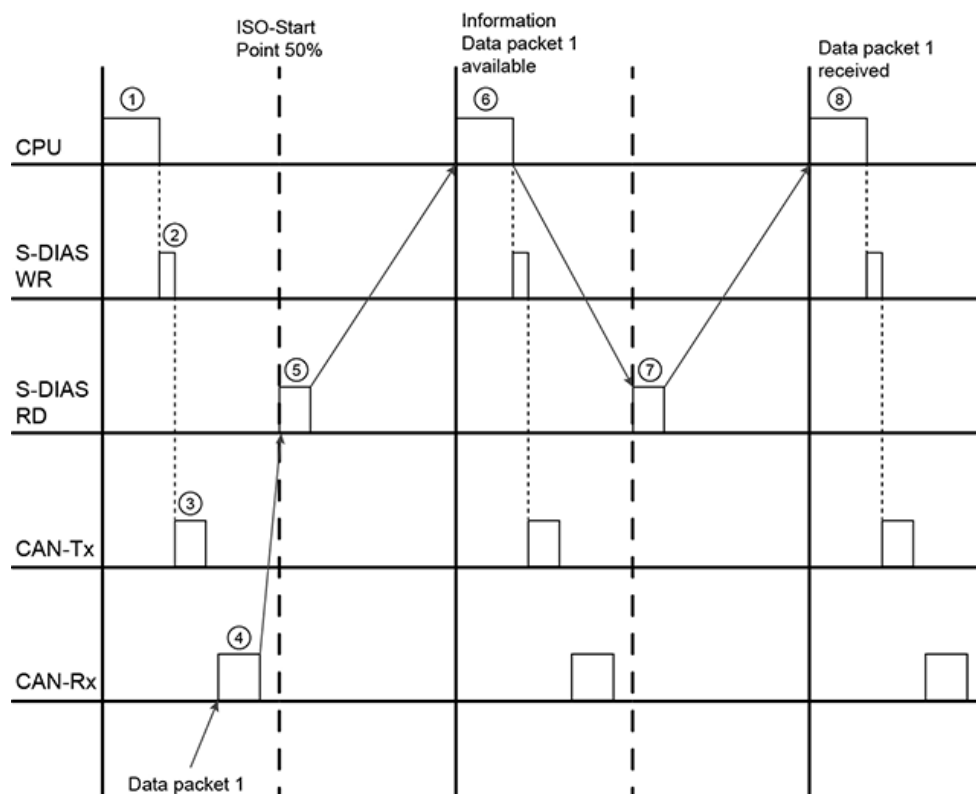 ISO-Start
Point 50%
Information
Data packet 1
available
Data packet 1
received
1
6
8
CPU
2
S-DIAS
WR
5
7
S-DIAS
RD
3
CAN-Tx
4
CAN-Rx
Data packet 1